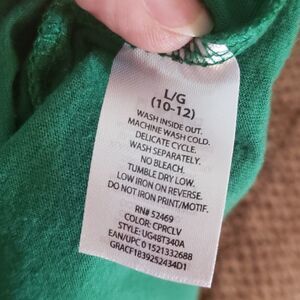 L/G
(10-12)
WASH INSIDE OUT.
MACHINE WASH COLD.
DELICATE CYCLE.
WASH SEPARATELY.
NO BLEACH.
TUMBLE DRY LOW.
LOW IRON ON REVERSE.
DO NOT IRON PRINT/MOTIF.
RN# 52469
COLOR: CPRCLV
STYLE: UG48T340A
EAN/UPC 0 1521332688
GRACF1839252434D1